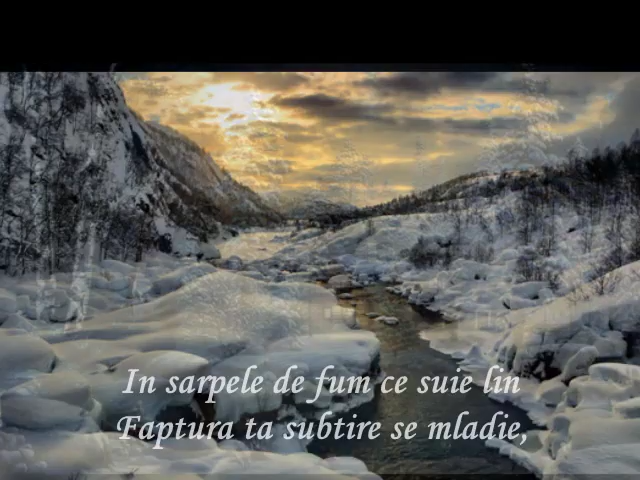 In sarpele de fum ce suie lin
Faptura ta subtire se mladie,